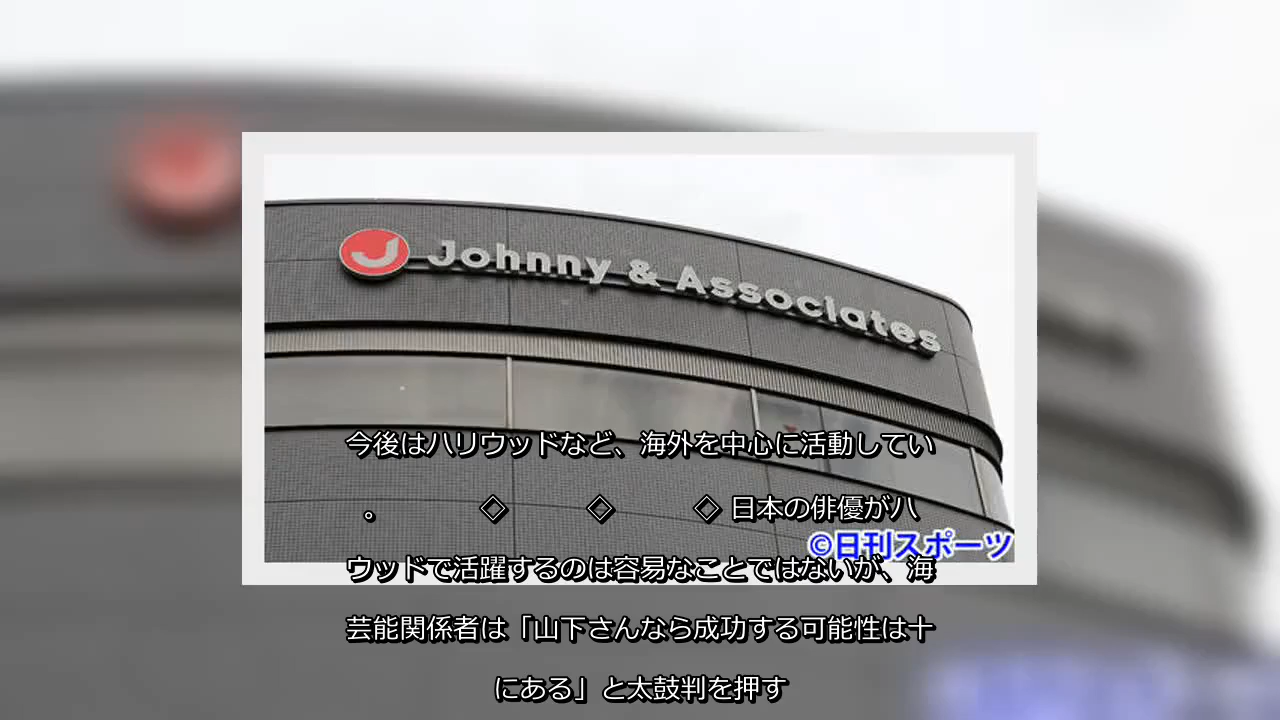 J Johnny & Associates
今後はハリウッドなど、海外を中心に活動してい
。 ◇ ◇ ◇ 日本の俳優がハ
©日刊スポーツ
ウッドで活躍するのは容易なことではないが、海
芸能関係者は「山下さんなら成功する可能性は十
にある」と太鼓判を押す